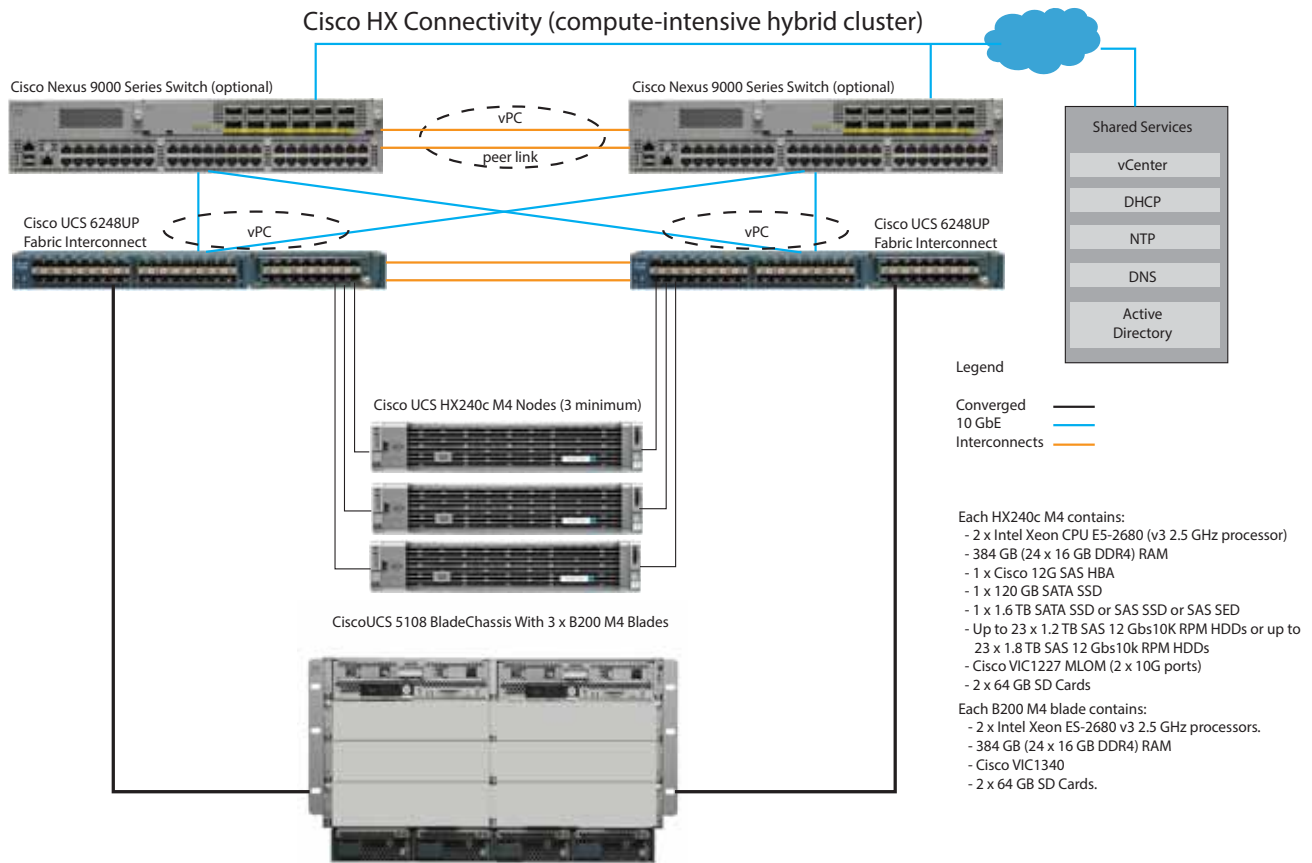 Cisco HX Connectivity (compute-intensive hybrid cluster)
Cisco Nexus 9000 Series Switch (optional)
Cisco Nexus 9000 Series Switch (optional)
vPC
peer link
Cisco UCS 6248UP
Fabric Interconnect
vPC
vPC
Cisco UCS 6248UP
Fabric Interconnect
Shared Services
vCenter
DHCP
NTP
DNS
Active
Directory
Legend
Converged
10 GbE
Interconnects
Cisco UCS HX240c M4 Nodes (3 minimum)
CiscoUCS 5108 BladeChassis With 3 x B200 M4 Blades
Each HX240c M4 contains:
- 2 x Intel Xeon CPU E5-2680 (v3 2.5 GHz processor)
- 384 GB (24 x 16 GB DDR4) RAM
- 1 x Cisco 12G SAS HBA
- 1 x 120 GB SATA SSD
- 1 x 1.6 TB SATA SSD or SAS SSD or SAS SED
- Up to 23 x 1.2 TB SAS 12 Gbs10K RPM HDDs or up to
23 x 1.8 TB SAS 12 Gbs10k RPM HDDs
- Cisco VIC1227 MLOM (2 x 10G ports)
- 2 x 64 GB SD Cards
Each B200 M4 blade contains:
- 2 x Intel Xeon ES-2680 v3 2.5 GHz processors.
- 384 GB (24 x 16 GB DDR4) RAM
- Cisco VIC1340
- 2 x 64 GB SD Cards.